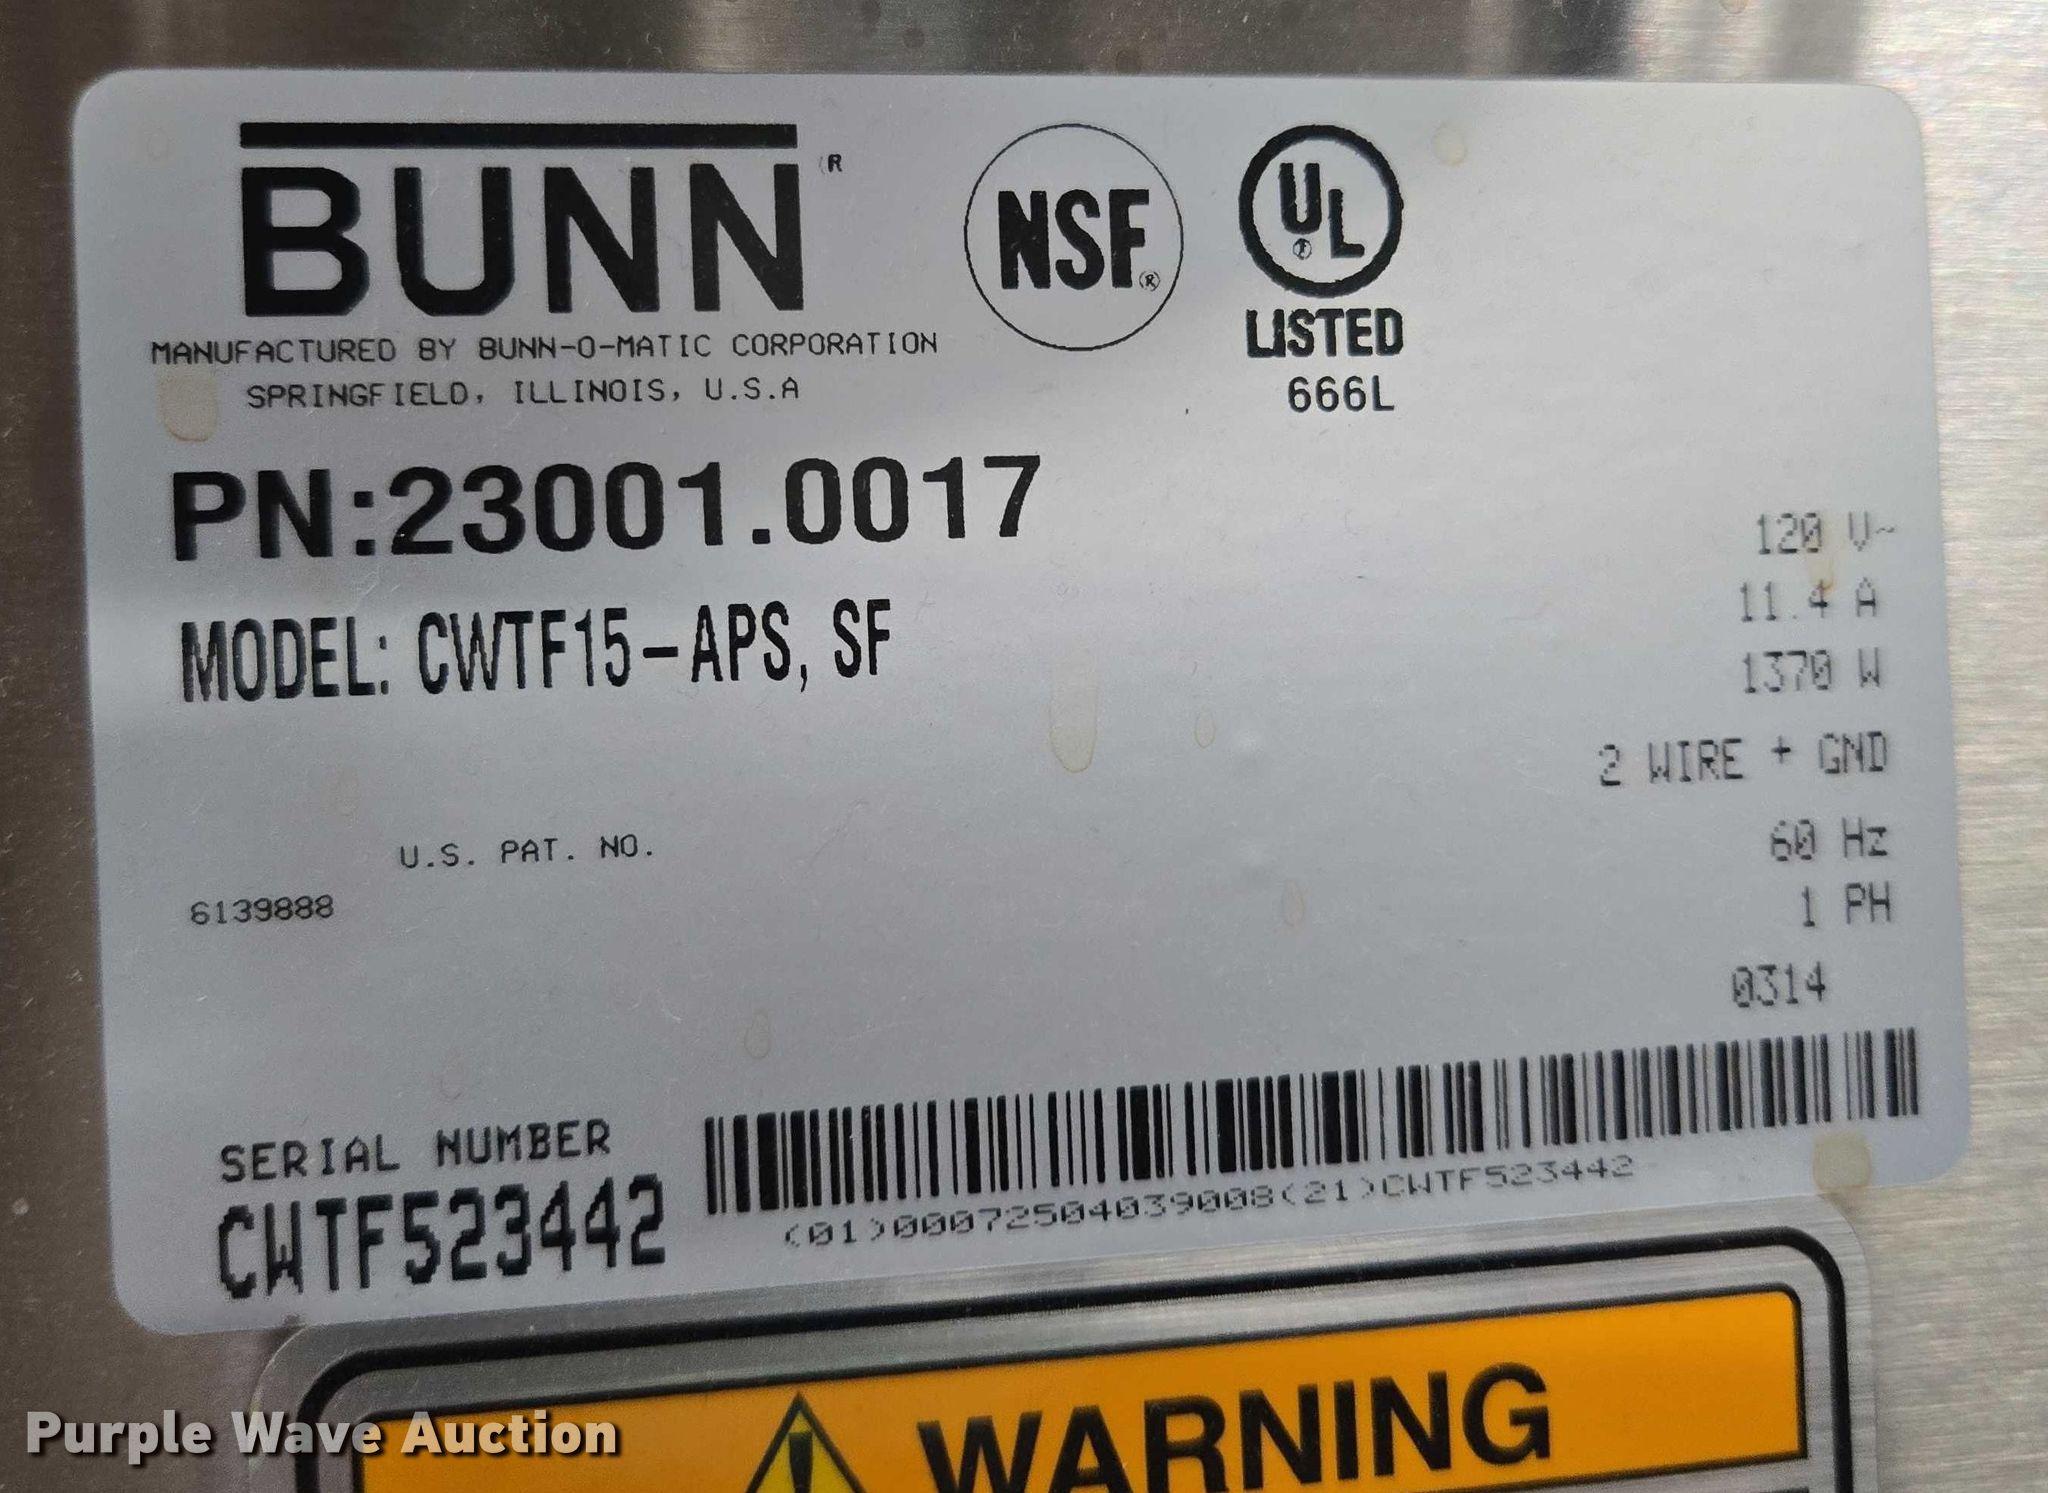 BUNN®
NSF®
UL®
LISTED
666L
MANUFACTURED BY BUNN-O-MATIC CORPORATION
SPRINGFIELD, ILLINOIS, U.S.A
PN:23001.0017
MODEL: CWTF15-APS, SF
120 V~
11.4 A
1370 W
2 WIRE + GND
60 Hz
1 PH
0314
U.S. PAT. NO.
6139888
SERIAL NUMBER
CWTF523442
(01)00072504039008(21)CWTF523442
WARNING
Purple Wave Auction